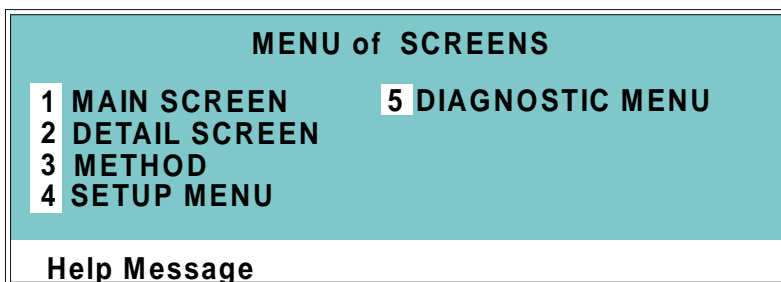 MENU of SCREENS
1 MAIN SCREEN
2 DETAIL SCREEN
3 METHOD
4 SETUP MENU
5 DIAGNOSTIC MENU
Help Message